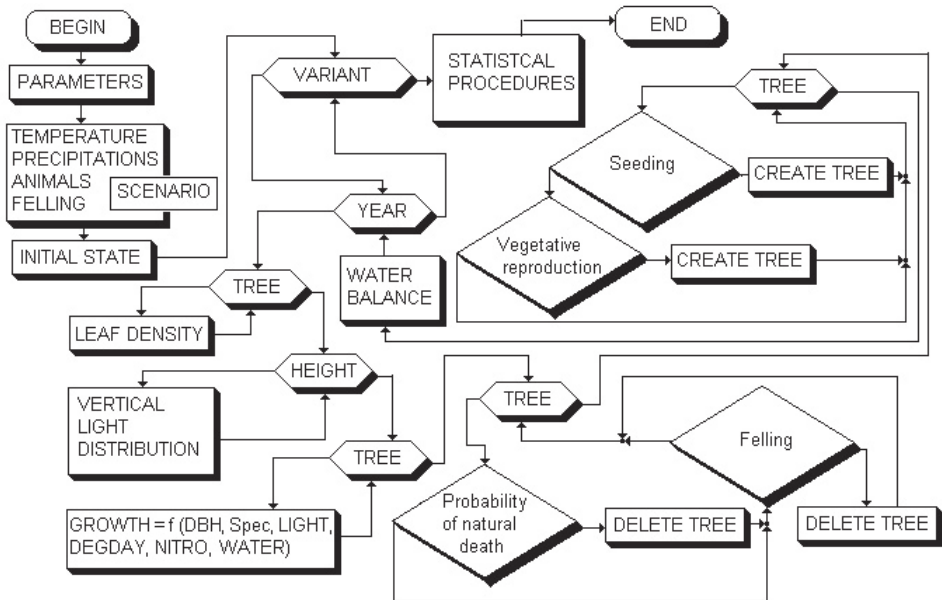 BEGIN
PARAMETERS
TEMPERATURE
PRECIPITATIONS
ANIMALS
FELLING
SCENARIO
INITIAL STATE
VARIANT
STATISTCAL
PROCEDURES
END
YEAR
WATER
BALANCE
TREE
LEAF DENSITY
HEIGHT
VERTICAL
LIGHT
DISTRIBUTION
TREE
GROWTH = f (DBH, Spec, LIGHT,
DEGDAY, NITRO, WATER)
TREE
Probability
of natural
death
DELETE TREE
Felling
DELETE TREE
TREE
Seeding
CREATE TREE
Vegetative
reproduction
CREATE TREE